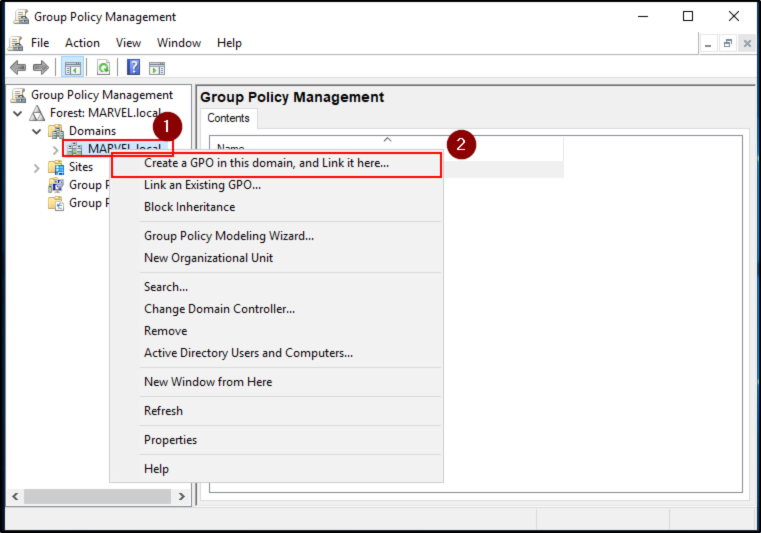 Group Policy Management
File Action View Window Help
Group Policy Management
Forest: MARVEL.local
Domains
MARVEL.local
Sites
Group P
Group P
1
Group Policy Management
Contents
Name
2
Create a GPO in this domain, and Link it here...
Link an Existing GPO...
Block Inheritance
Group Policy Modeling Wizard...
New Organizational Unit
Search...
Change Domain Controller...
Remove
Active Directory Users and Computers...
New Window from Here
Refresh
Properties
Help